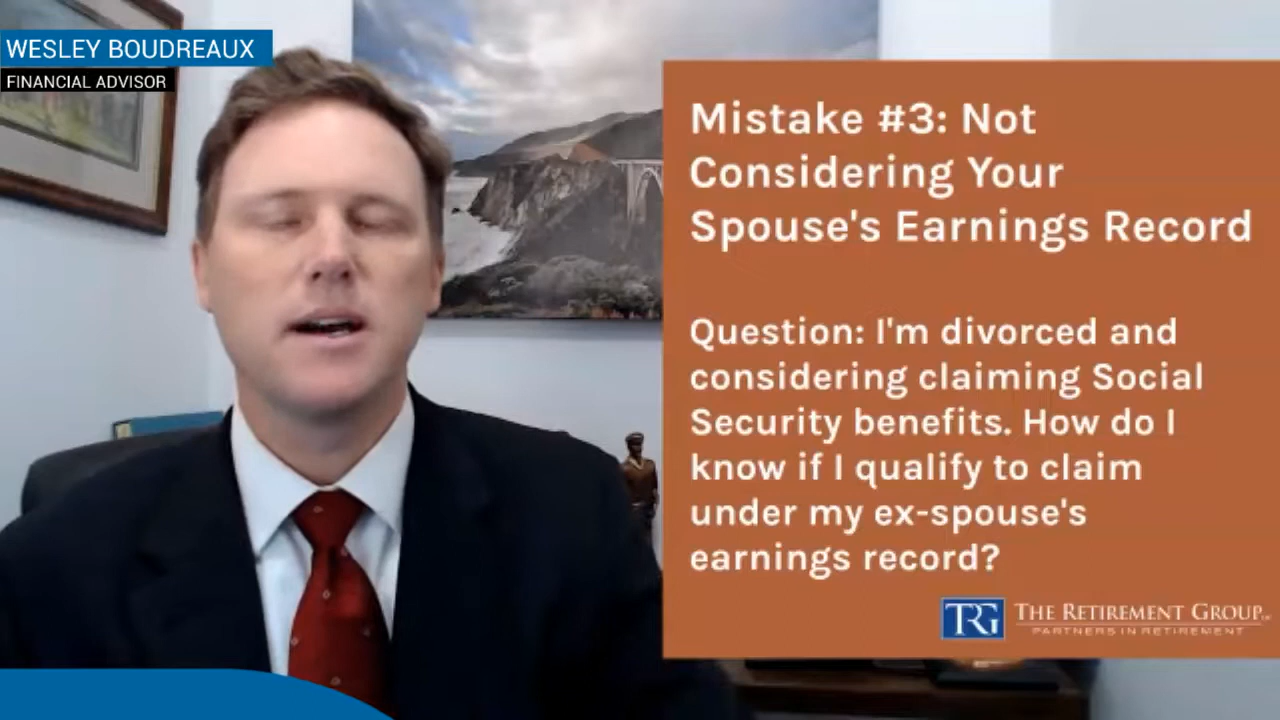 WESLEY BOUDREAUX
FINANCIAL ADVISOR
Mistake #3: Not
Considering Your
Spouse's Earnings Record
Question: I'm divorced and
considering claiming Social
Security benefits. How do I
know if I qualify to claim
under my ex-spouse's
earnings record?
TRG
THE RETIREMENT GROUP
PARTNERS IN RETIREMENT